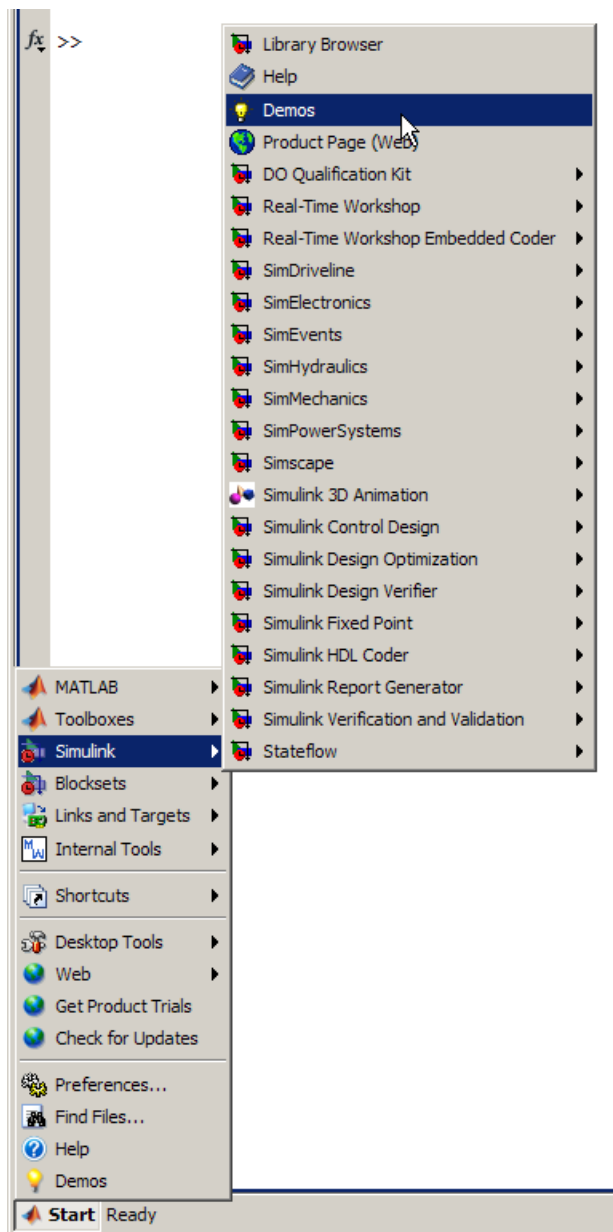 fx >>
Library Browser
Help
Demos
Product Page (Web)
DO Qualification Kit
Real-Time Workshop
Real-Time Workshop Embedded Coder
SimDriveline
SimElectronics
SimEvents
SimHydraulics
SimMechanics
SimPowerSystems
Simscape
Simulink 3D Animation
Simulink Control Design
Simulink Design Optimization
Simulink Design Verifier
Simulink Fixed Point
Simulink HDL Coder
Simulink Report Generator
Simulink Verification and Validation
Stateflow
MATLAB
Toolboxes
Simulink
Blocksets
Links and Targets
Internal Tools
Shortcuts
Desktop Tools
Web
Get Product Trials
Check for Updates
Preferences...
Find Files...
Help
Demos
Start Ready